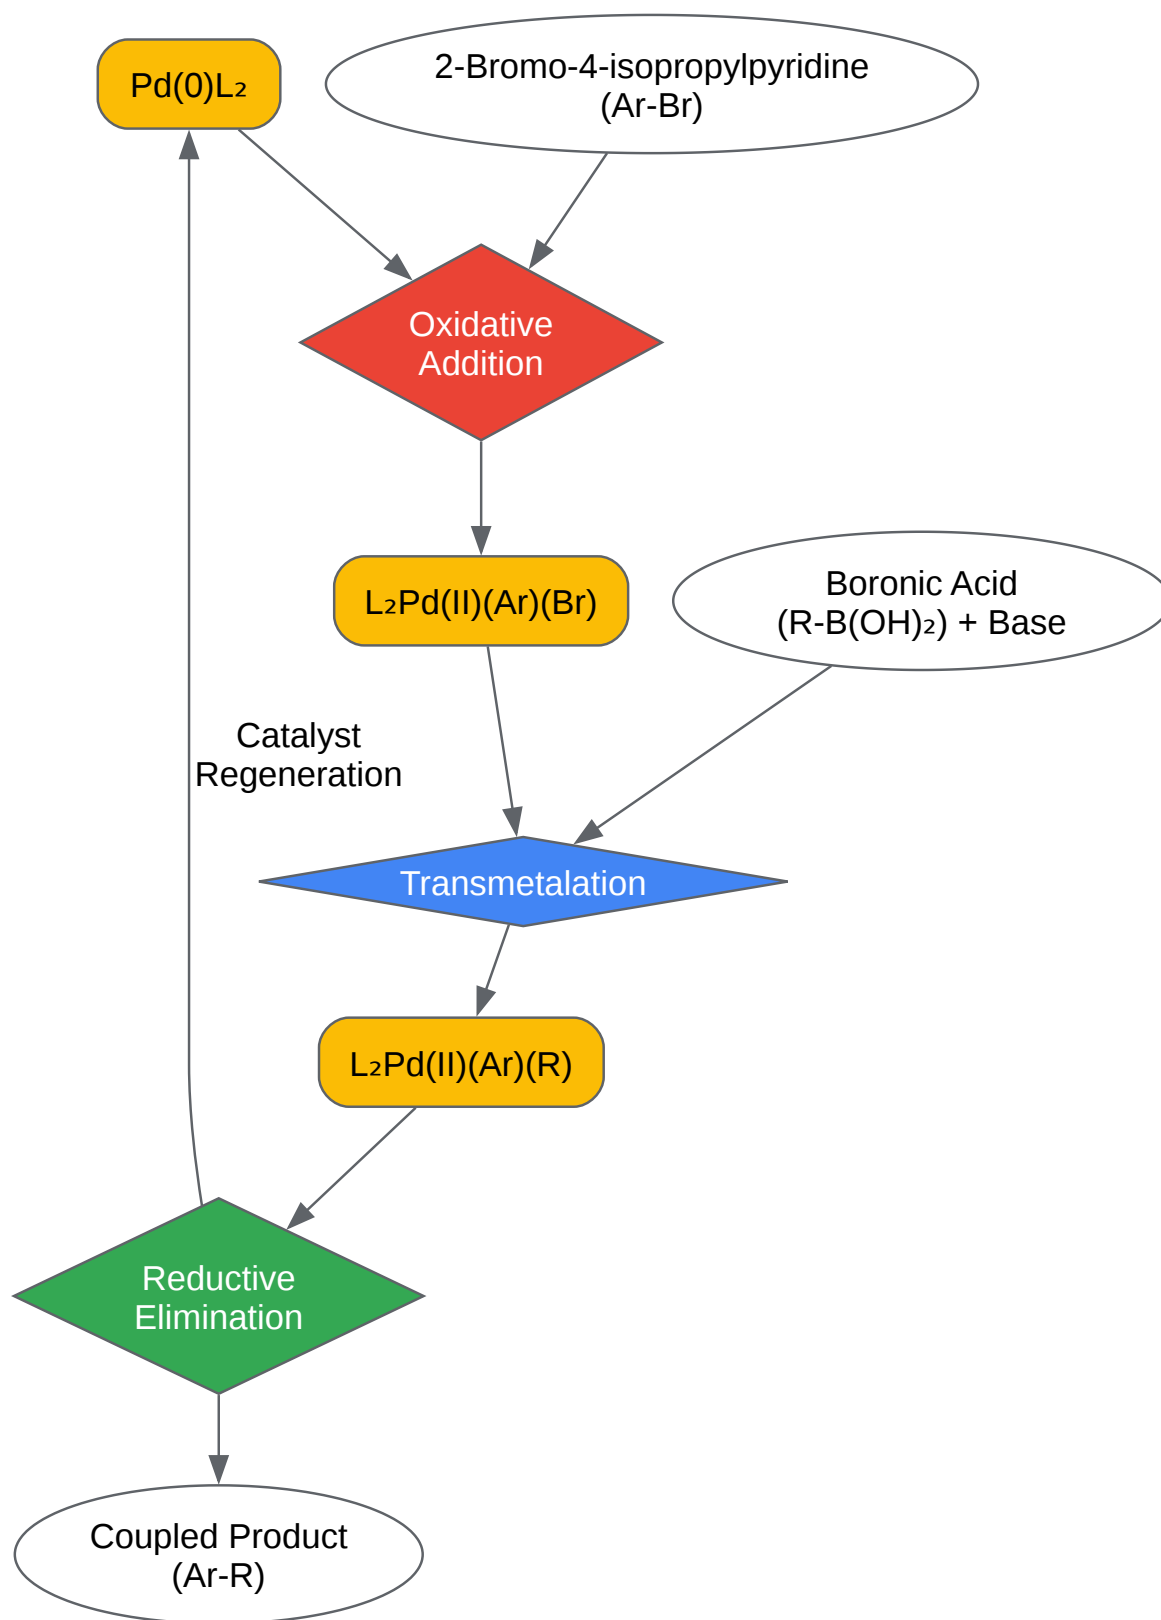 Pd(0)L₂
2-Bromo-4-isopropylpyridine
(Ar-Br)
Oxidative
Addition
L₂Pd(II)(Ar)(Br)
Boronic Acid
(R-B(OH)₂) + Base
Catalyst
Regeneration
Transmetalation
L₂Pd(II)(Ar)(R)
Reductive
Elimination
Coupled Product
(Ar-R)